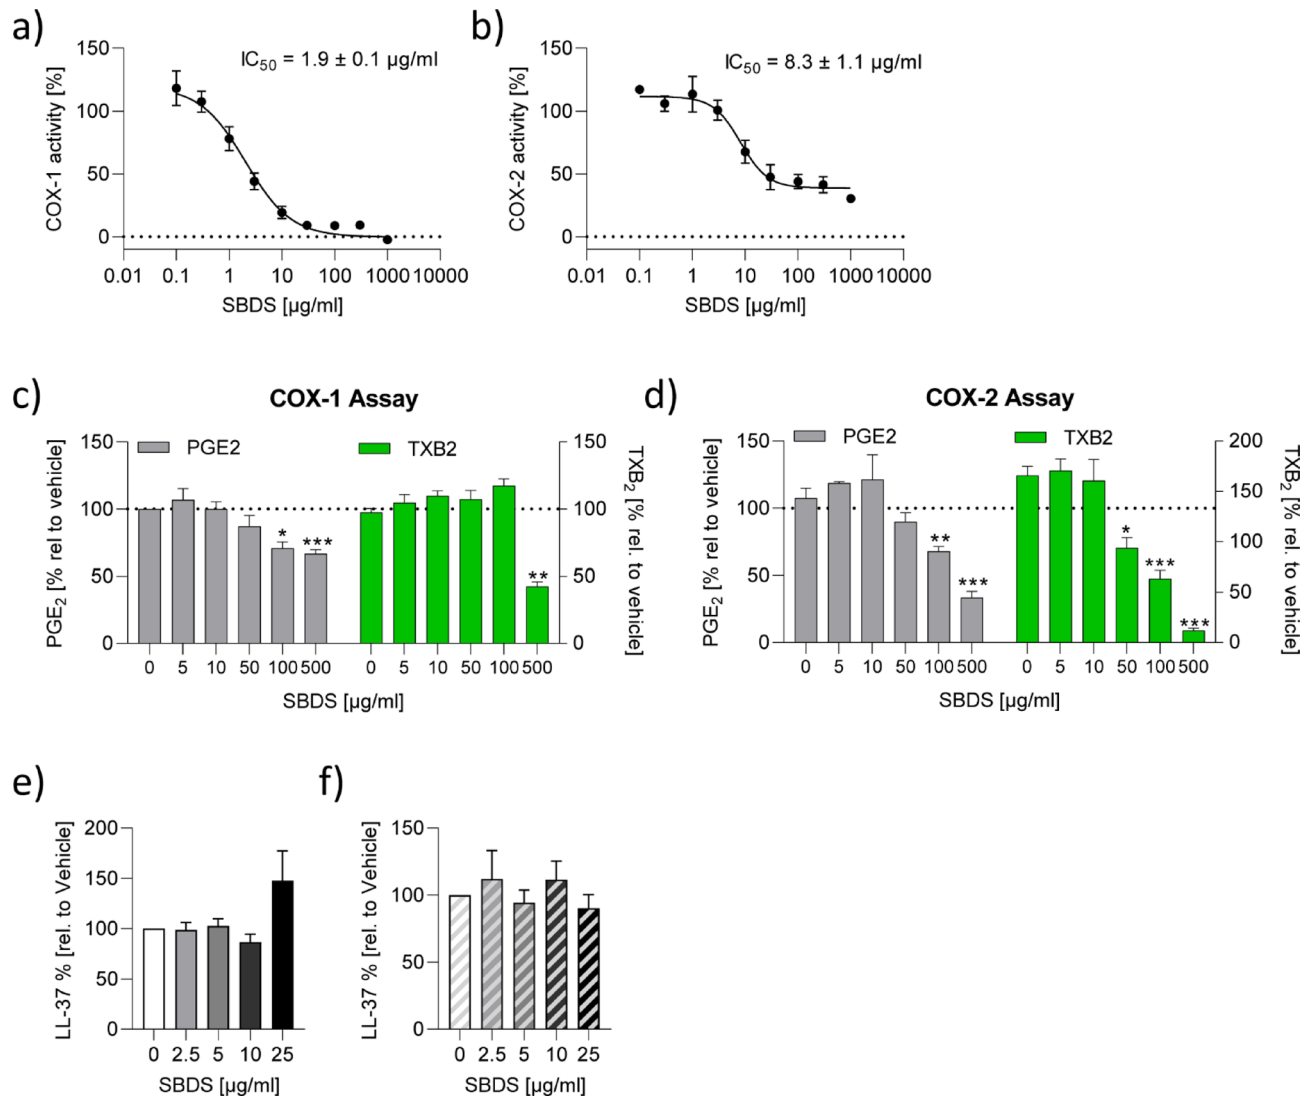 a)
COX-1 activity [%]
150
100
50
0
IC50 = 1.9 ± 0.1 µg/ml
0.01 0.1 1 10 100 1000 10000
SBDS [µg/ml]
b)
COX-2 activity [%]
150
100
50
0
IC50 = 8.3 ± 1.1 µg/ml
0.01 0.1 1 10 100 1000 10000
SBDS [µg/ml]
c)
COX-1 Assay
PGE2 [% rel to vehicle]
150
100
50
0
PGE2
TXB2
* *** **
150
100
50
0
TXB2 [% rel. to vehicle]
0 5 10 50 100 500 0 5 10 50 100 500
SBDS [µg/ml]
d)
COX-2 Assay
PGE2 [% rel to vehicle]
150
100
50
0
PGE2
TXB2
** *** * *** ***
200
150
100
50
0
TXB2 [% rel. to vehicle]
0 5 10 50 100 500 0 5 10 50 100 500
SBDS [µg/ml]
e)
LL-37 % [rel. to Vehicle]
200
150
100
50
0
0 2.5 5 10 25
SBDS [µg/ml]
f)
LL-37 % [rel. to Vehicle]
150
100
50
0
0 2.5 5 10 25
SBDS [µg/ml]